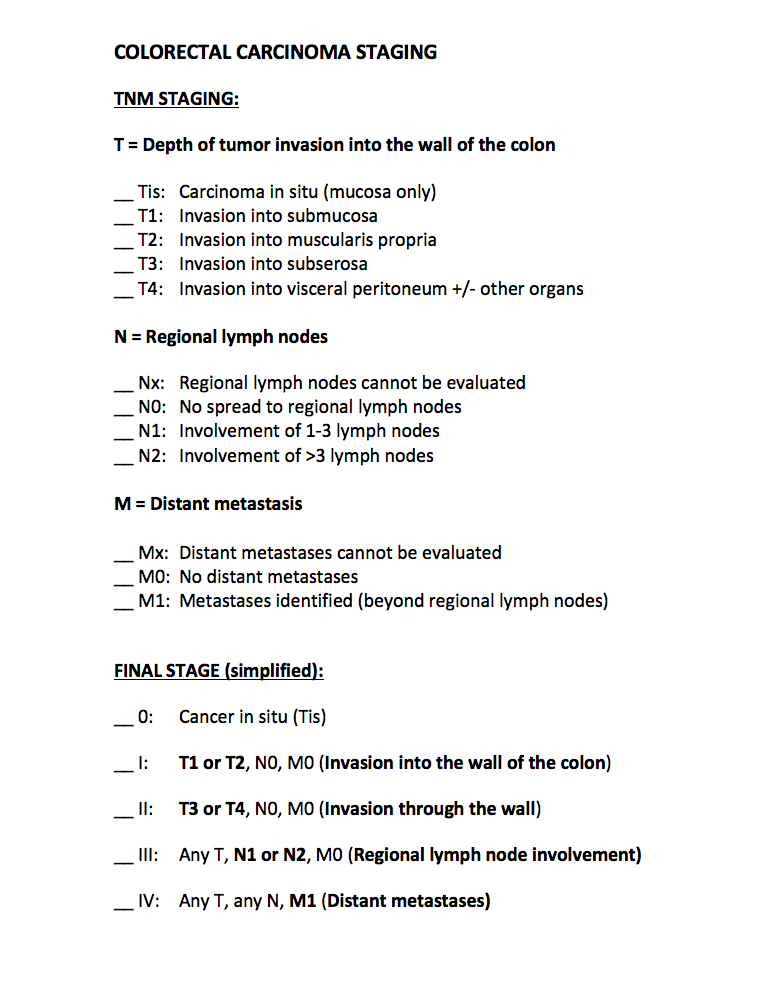 COLORECTAL CARCINOMA STAGING
TNM STAGING:
T = Depth of tumor invasion into the wall of the colon
__ Tis: Carcinoma in situ (mucosa only)
__ T1: Invasion into submucosa
__ T2: Invasion into muscularis propria
__ T3: Invasion into subserosa
__ T4: Invasion into visceral peritoneum +/- other organs
N = Regional lymph nodes
__ Nx: Regional lymph nodes cannot be evaluated
__ N0: No spread to regional lymph nodes
__ N1: Involvement of 1-3 lymph nodes
__ N2: Involvement of >3 lymph nodes
M = Distant metastasis
__ Mx: Distant metastases cannot be evaluated
__ M0: No distant metastases
__ M1: Metastases identified (beyond regional lymph nodes)
FINAL STAGE (simplified):
__ 0: Cancer in situ (Tis)
__ I: T1 or T2, N0, M0 (Invasion into the wall of the colon)
__ II: T3 or T4, N0, M0 (Invasion through the wall)
__ III: Any T, N1 or N2, M0 (Regional lymph node involvement)
__ IV: Any T, any N, M1 (Distant metastases)